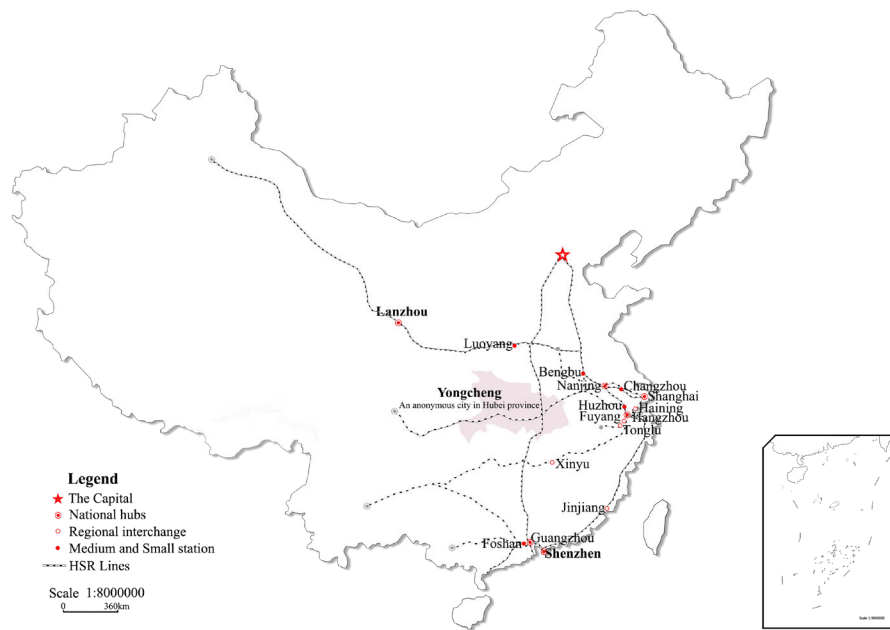 Lanzhou
Luoyang
Bengbu
Nanjing
Changzhou
Shanghai
Yongcheng
An anonymous city in Hubei province
Huzhou
Haining
Fuyang
Hangzhou
Tonglu
Xinyu
Jinjiang
Foshan
Guangzhou
Shenzhen
Legend
The Capital
National hubs
Regional interchange
Medium and Small station
HSR Lines
Scale 1:8000000
0 360km